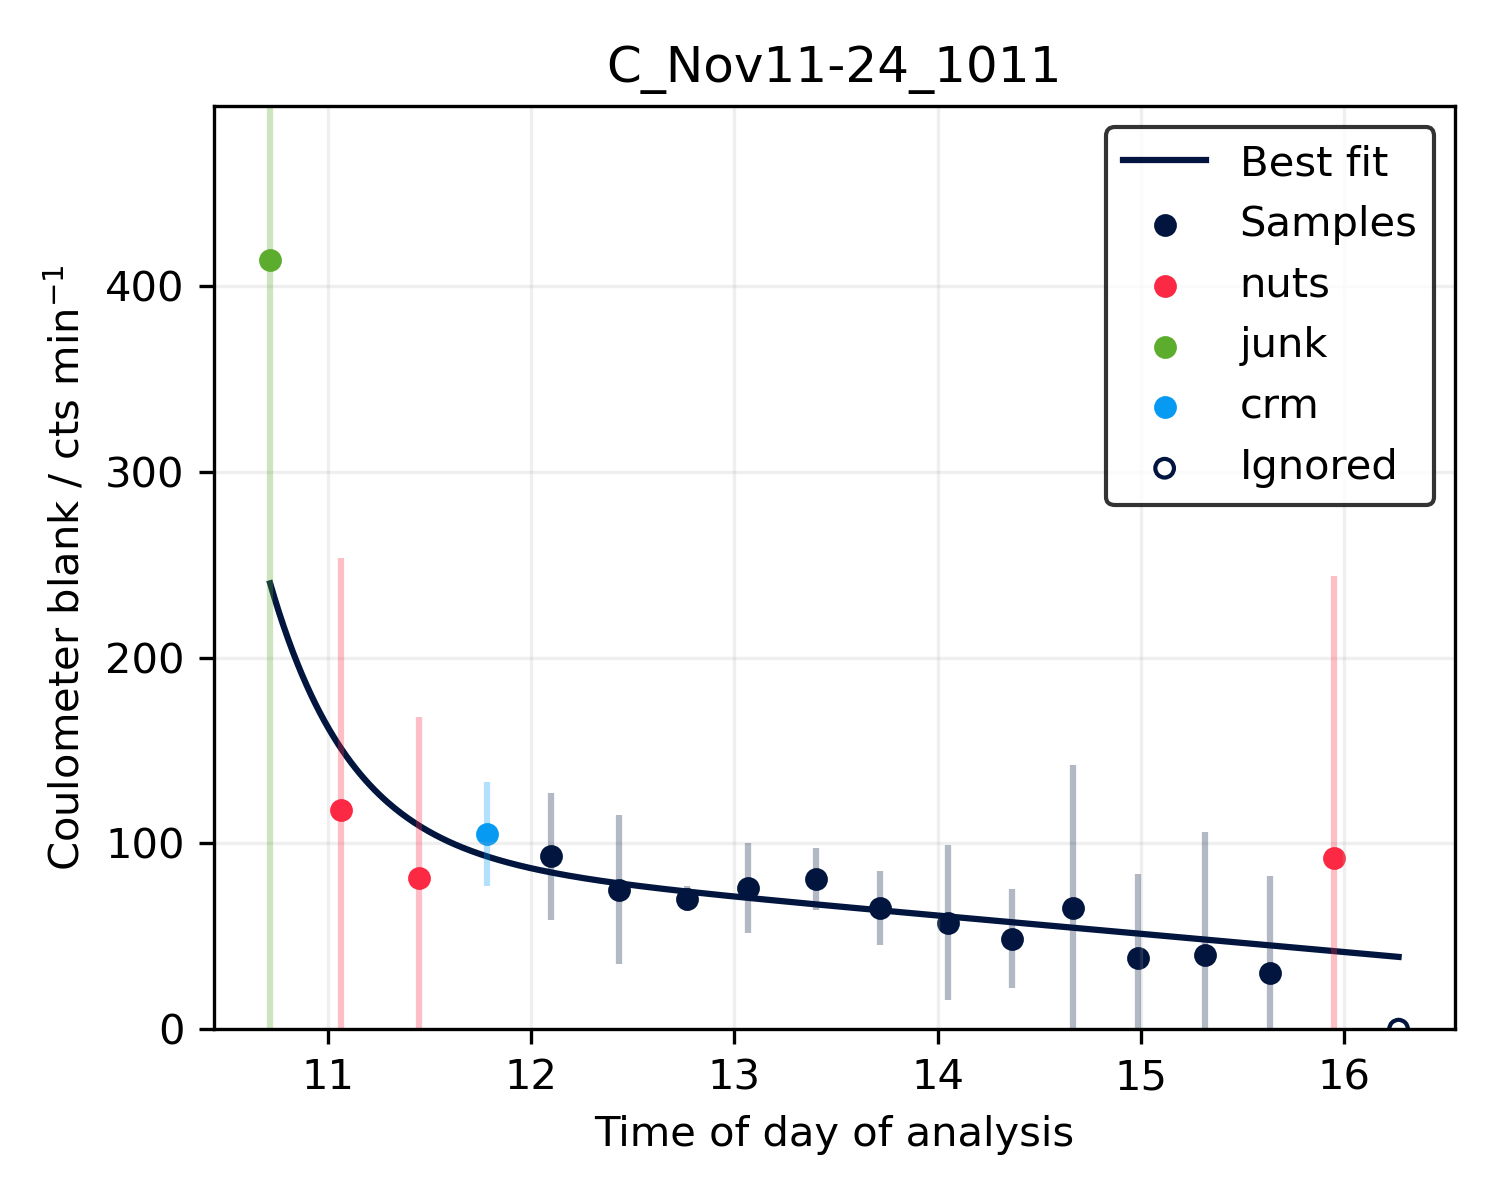 C_Nov11-24_1011
Coulometer blank / cts min⁻¹
400
300
200
100
0
11 12 13 14 15 16
Time of day of analysis
Best fit
Samples
nuts
junk
crm
Ignored